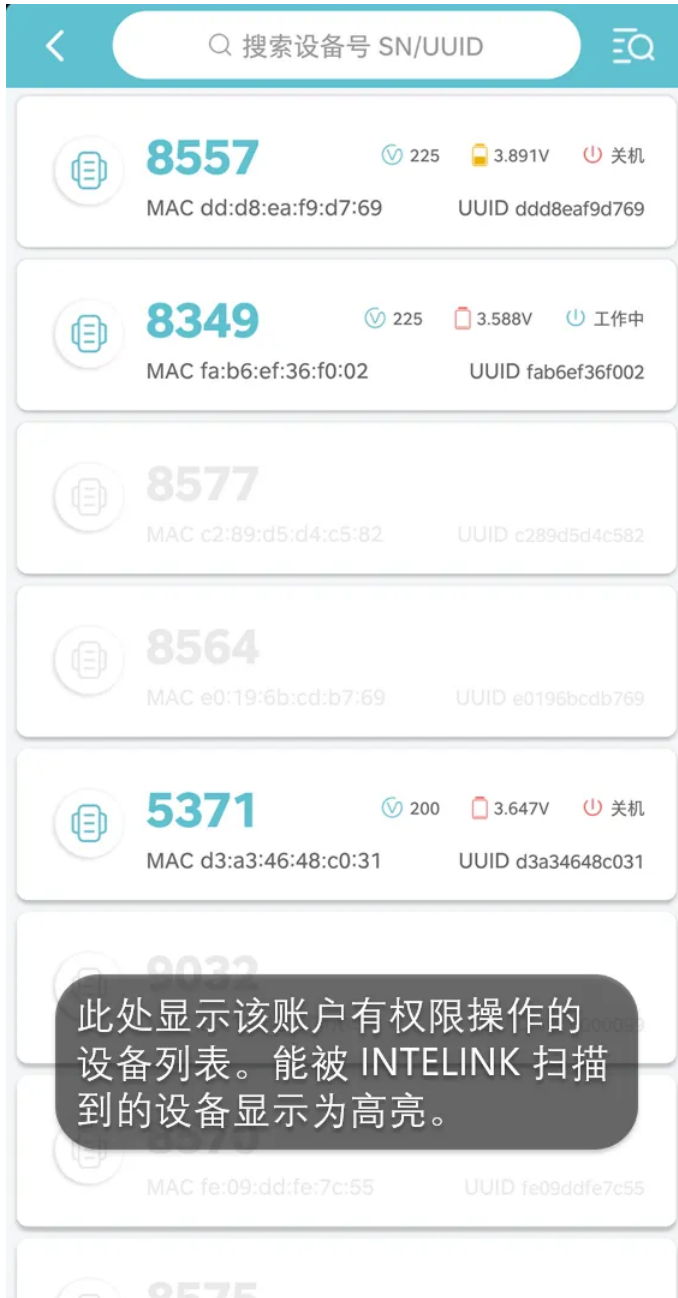 搜索设备号 SN/UUID
8557 225 3.891V 关机
MAC dd:d8:ea:f9:d7:69 UUID ddd8eaf9d769
8349 225 3.588V 工作中
MAC fa:b6:ef:36:f0:02 UUID fab6ef36f002
8577
MAC c2:89:d5:d4:c5:82 UUID c289d5d4c582
8564
MAC e0:19:6b:cd:b7:69 UUID e0196bcdb769
5371 200 3.647V 关机
MAC d3:a3:46:48:c0:31 UUID d3a34648c031
9032
此处显示该账户有权限操作的
设备列表。能被 INTELINK 扫描
到的设备显示为高亮。
8570
MAC fe:09:dd:fe:7c:55 UUID fe09ddfe7c55
8575